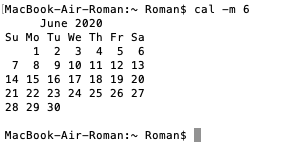 MacBook-Air-Roman:~ Roman$ cal -m 6
     June 2020
Su Mo Tu We Th Fr Sa
    1  2  3  4  5  6
 7  8  9 10 11 12 13
14 15 16 17 18 19 20
21 22 23 24 25 26 27
28 29 30
MacBook-Air-Roman:~ Roman$